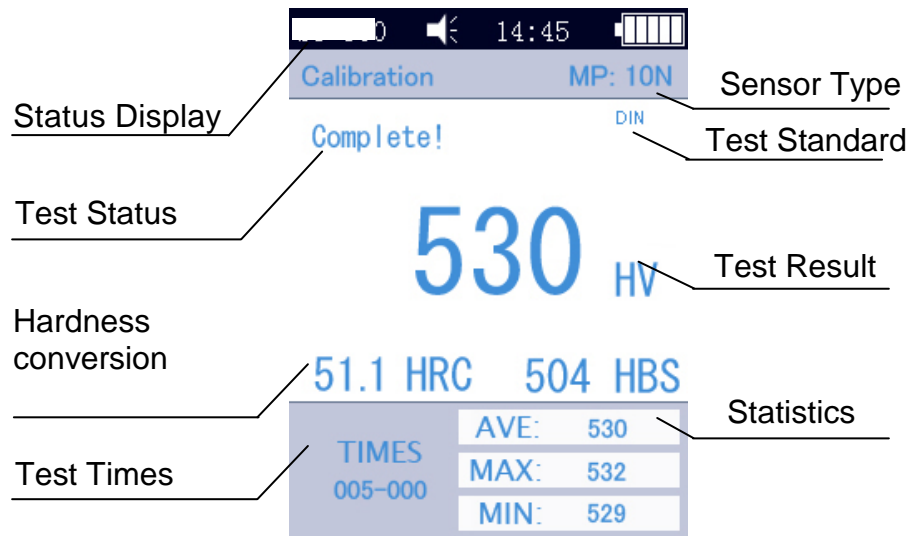 14:45
Calibration MP: 10N
Sensor Type
Status Display
DIN
Complete!
Test Standard
Test Status
530 HV
Test Result
Hardness
conversion
51.1 HRC 504 HBS
Statistics
AVE: 530
TIMES
MAX: 532
Test Times
005-000
MIN: 529